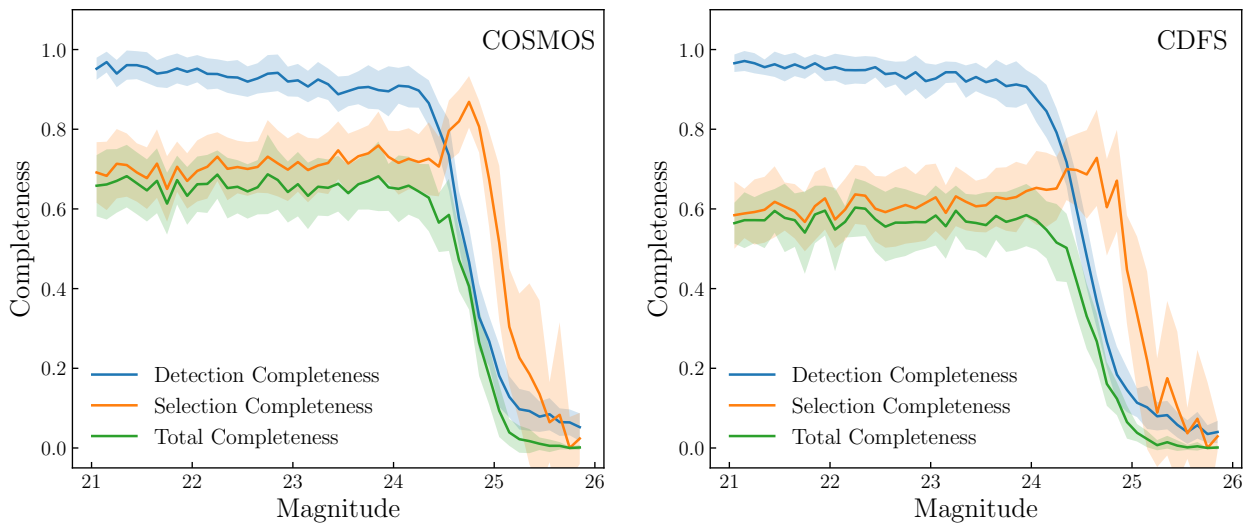 COSMOS
Completeness
1.0
0.8
0.6
0.4
0.2
0.0
Detection Completeness
Selection Completeness
Total Completeness
21 22 23 24 25 26
Magnitude
CDFS
Completeness
1.0
0.8
0.6
0.4
0.2
0.0
Detection Completeness
Selection Completeness
Total Completeness
21 22 23 24 25 26
Magnitude